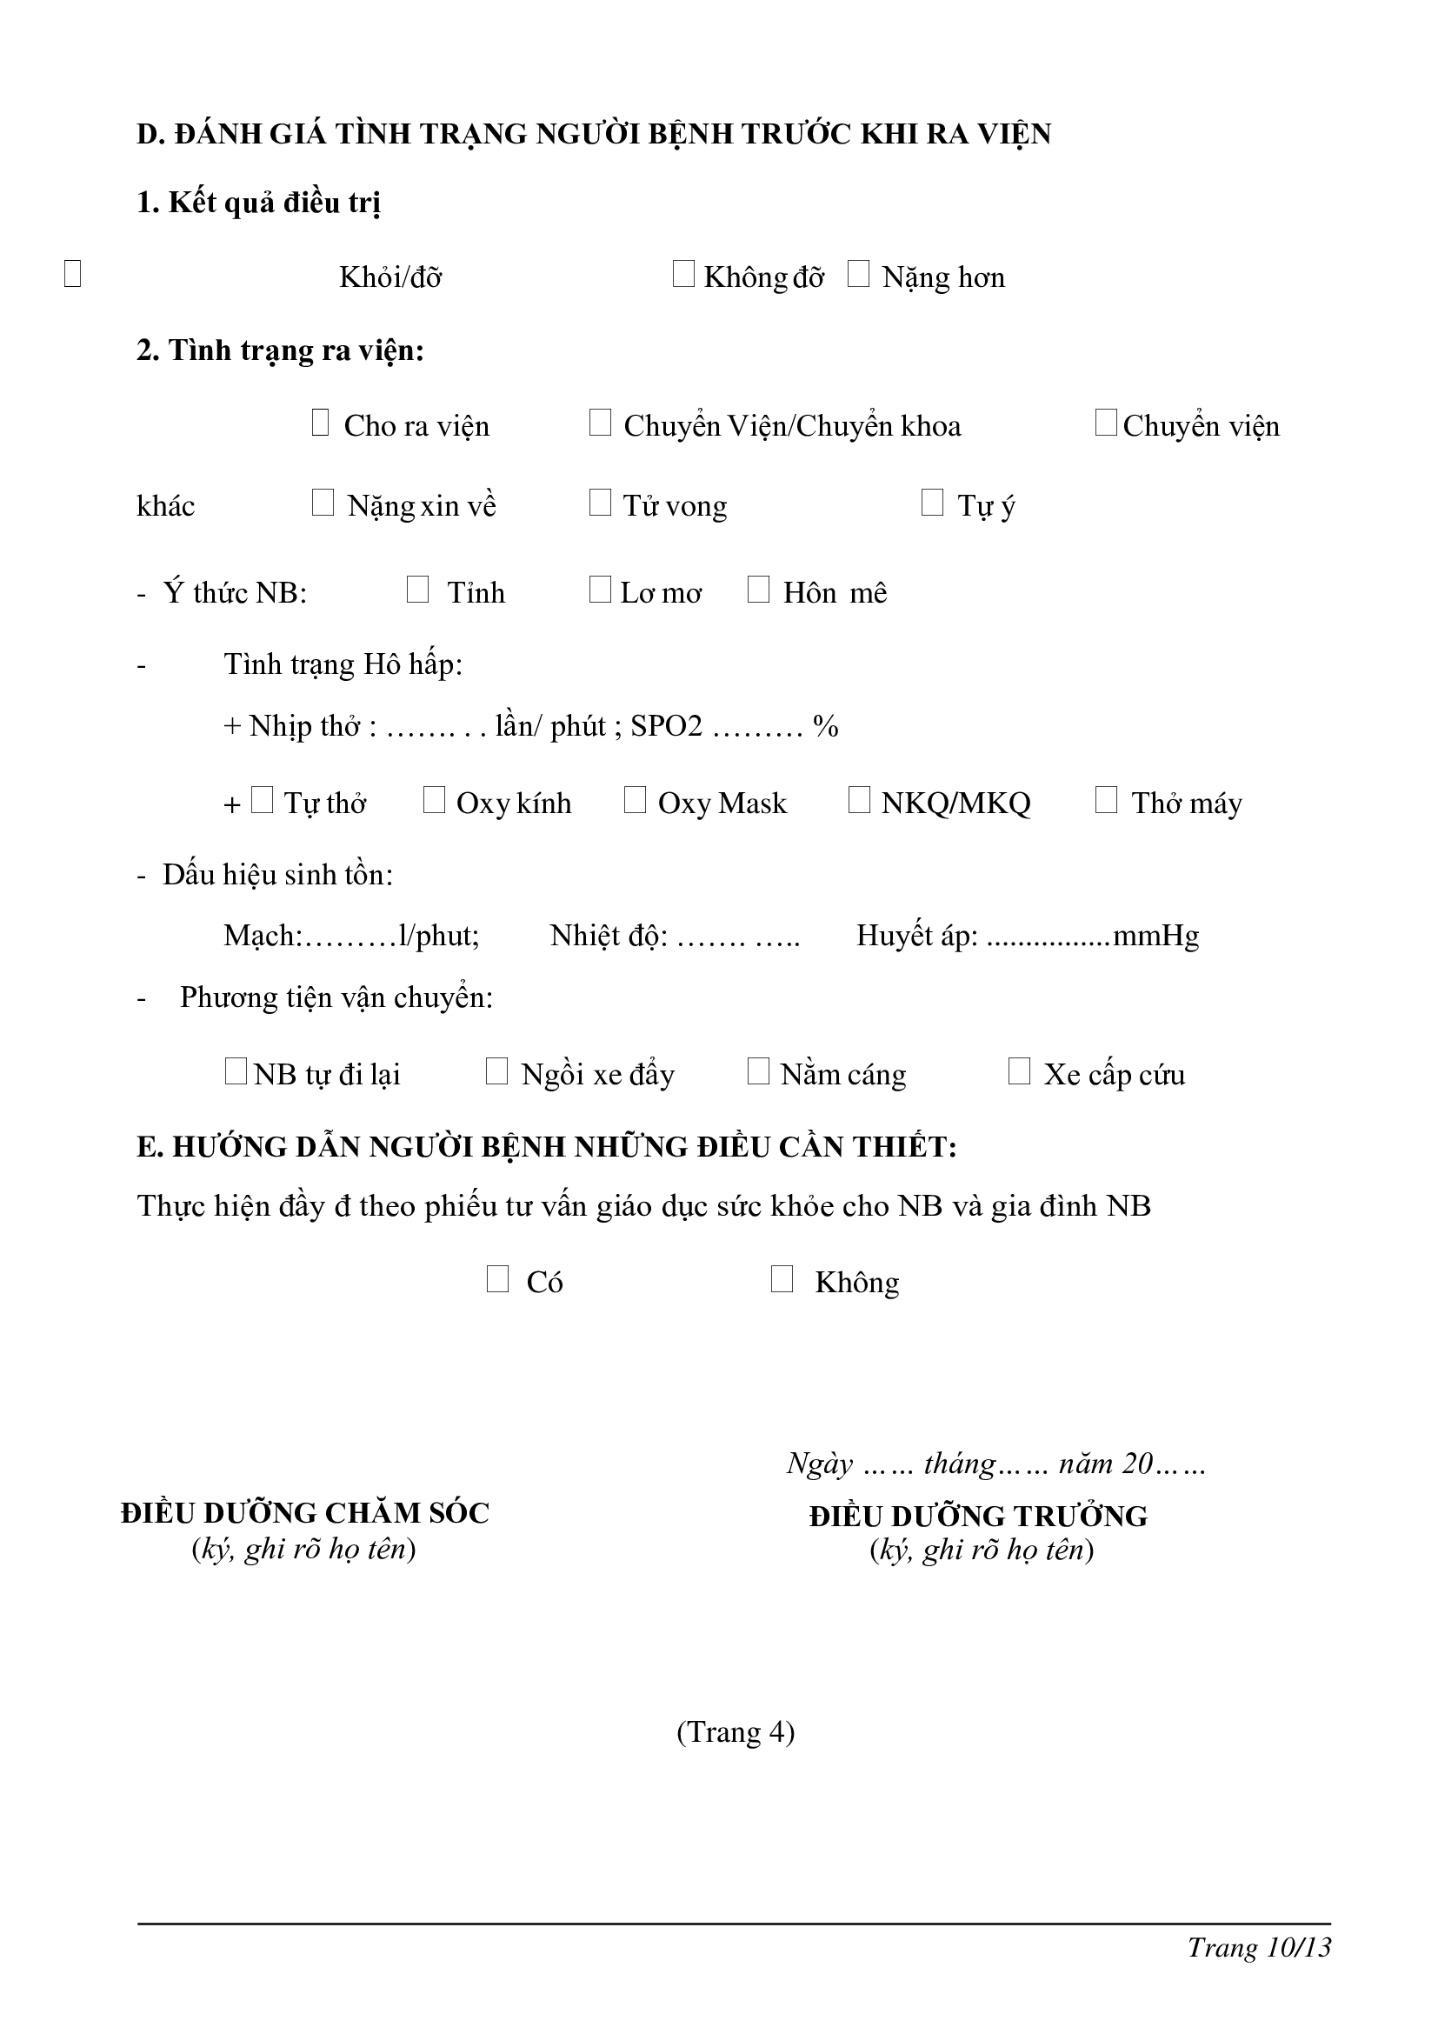 D. ĐÁNH GIÁ TÌNH TRẠNG NGƯỜI BỆNH TRƯỚC KHI RA VIỆN
1. Kết quả điều trị
☐ Khỏi/đỡ ☐ Không đỡ ☐ Nặng hơn
2. Tình trạng ra viện:
☐ Cho ra viện ☐ Chuyển Viện/Chuyển khoa ☐ Chuyển viện
khác ☐ Nặng xin về ☐ Tử vong ☐ Tự ý
- Ý thức NB: ☐ Tỉnh ☐ Lơ mơ ☐ Hôn mê
- Tình trạng Hô hấp:
+ Nhịp thở : ……. . . lần/ phút ; SPO2 ……… %
+ ☐ Tự thở ☐ Oxy kính ☐ Oxy Mask ☐ NKQ/MKQ ☐ Thở máy
- Dấu hiệu sinh tồn:
Mạch:………l/phut; Nhiệt độ: ……. ….. Huyết áp: ................mmHg
- Phương tiện vận chuyển:
☐ NB tự đi lại ☐ Ngồi xe đẩy ☐ Nằm cáng ☐ Xe cấp cứu
E. HƯỚNG DẪN NGƯỜI BỆNH NHỮNG ĐIỀU CẦN THIẾT:
Thực hiện đầy đ theo phiếu tư vấn giáo dục sức khỏe cho NB và gia đình NB
☐ Có ☐ Không
Ngày …… tháng…… năm 20……
ĐIỀU DƯỠNG CHĂM SÓC ĐIỀU DƯỠNG TRƯỞNG
(ký, ghi rõ họ tên) (ký, ghi rõ họ tên)
(Trang 4)
Trang 10/13